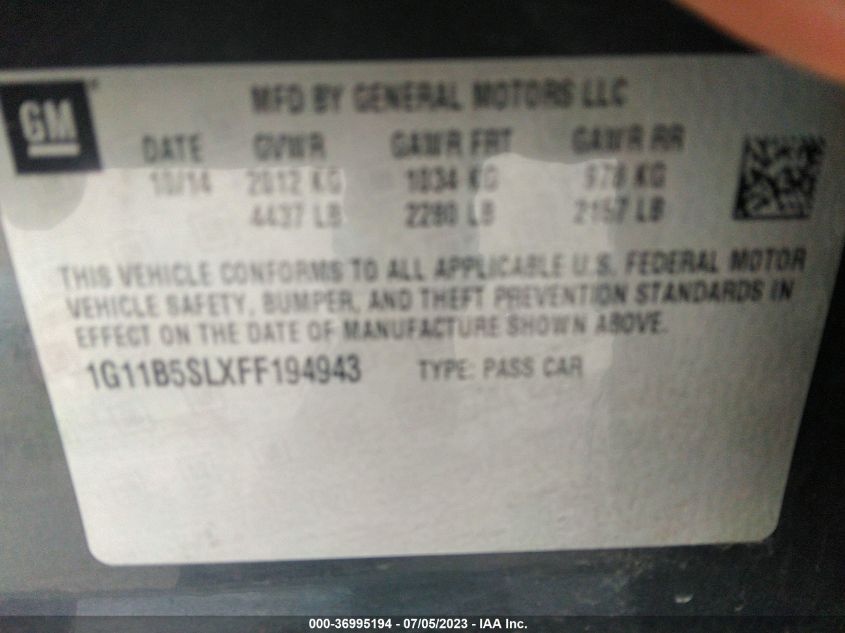 GM
MFD BY GENERAL MOTORS LLC
DATE GVWR GAWR FRT GAWR RR
10/14 2012 KG 1034 KG 978 KG
4437 LB 2280 LB 2157 LB
THIS VEHICLE CONFORMS TO ALL APPLICABLE U.S. FEDERAL MOTOR
VEHICLE SAFETY, BUMPER, AND THEFT PREVENTION STANDARDS IN
EFFECT ON THE DATE OF MANUFACTURE SHOWN ABOVE.
1G11B5SLXFF194943 TYPE: PASS CAR
000-36995194 - 07/05/2023 - IAA Inc.